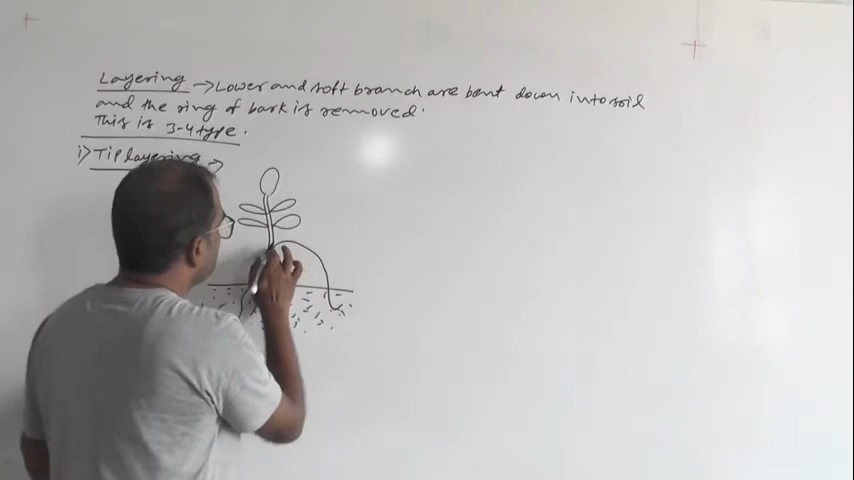 Layering → Lower and soft branch are bent down into soil
and the ring of bark is removed.
This is 3-4 type.
i) Tip layering →